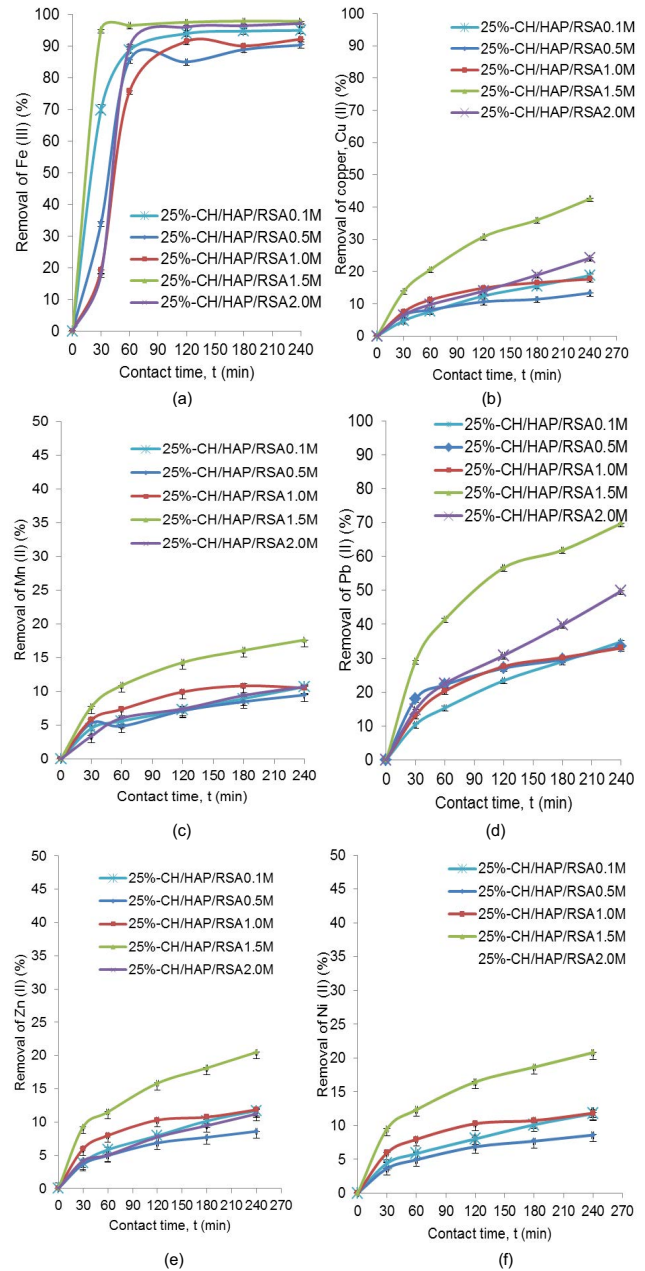 100
90
80
70
60
50
40
30
20
10
0
Removal of Fe (III) (%)
25%-CH/HAP/RSA0.1M
25%-CH/HAP/RSA0.5M
25%-CH/HAP/RSA1.0M
25%-CH/HAP/RSA1.5M
25%-CH/HAP/RSA2.0M
0 30 60 90 120 150 180 210 240
Contact time, t (min)
(a)
100
90
80
70
60
50
40
30
20
10
0
Removal of copper, Cu (II) (%)
25%-CH/HAP/RSA0.1M
25%-CH/HAP/RSA0.5M
25%-CH/HAP/RSA1.0M
25%-CH/HAP/RSA1.5M
25%-CH/HAP/RSA2.0M
0 30 60 90 120 150 180 210 240 270
Contact time, t (min)
(b)
50
45
40
35
30
25
20
15
10
5
0
Removal of Mn (II) (%)
25%-CH/HAP/RSA0.1M
25%-CH/HAP/RSA0.5M
25%-CH/HAP/RSA1.0M
25%-CH/HAP/RSA1.5M
25%-CH/HAP/RSA2.0M
0 30 60 90 120 150 180 210 240
Contact time, t (min)
(c)
100
90
80
70
60
50
40
30
20
10
0
Removal of Pb (II) (%)
25%-CH/HAP/RSA0.1M
25%-CH/HAP/RSA0.5M
25%-CH/HAP/RSA1.0M
25%-CH/HAP/RSA1.5M
25%-CH/HAP/RSA2.0M
0 30 60 90 120 150 180 210 240
Contact time, t (min)
(d)
50
45
40
35
30
25
20
15
10
5
0
Removal of Zn (II) (%)
25%-CH/HAP/RSA0.1M
25%-CH/HAP/RSA0.5M
25%-CH/HAP/RSA1.0M
25%-CH/HAP/RSA1.5M
25%-CH/HAP/RSA2.0M
0 30 60 90 120 150 180 210 240 270
Contact time, t (min)
(e)
50
45
40
35
30
25
20
15
10
5
0
Removal of Ni (II) (%)
25%-CH/HAP/RSA0.1M
25%-CH/HAP/RSA0.5M
25%-CH/HAP/RSA1.0M
25%-CH/HAP/RSA1.5M
25%-CH/HAP/RSA2.0M
0 30 60 90 120 150 180 210 240 270
Contact time, t (min)
(f)